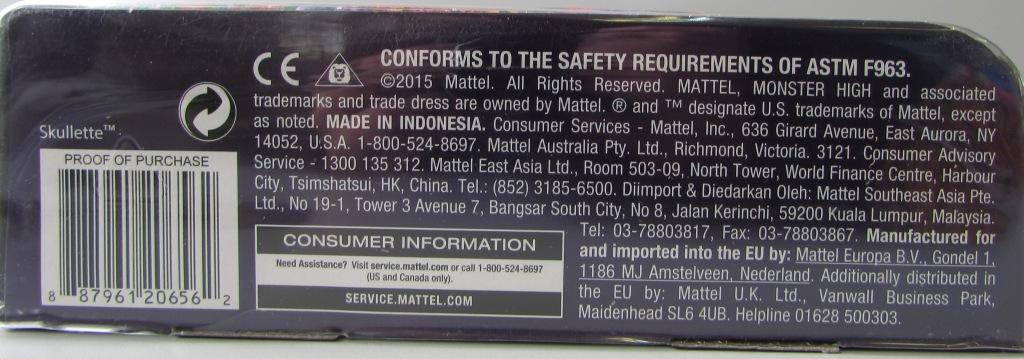 CE
CONFORMS TO THE SAFETY REQUIREMENTS OF ASTM F963.
©2015 Mattel. All Rights Reserved. MATTEL, MONSTER HIGH and associated
trademarks and trade dress are owned by Mattel. ® and ™ designate U.S. trademarks of Mattel, except
as noted. MADE IN INDONESIA. Consumer Services - Mattel, Inc., 636 Girard Avenue, East Aurora, NY
14052, U.S.A. 1-800-524-8697. Mattel Australia Pty. Ltd., Richmond, Victoria. 3121. Consumer Advisory
Service - 1300 135 312. Mattel East Asia Ltd., Room 503-09, North Tower, World Finance Centre, Harbour
City, Tsimshatsui, HK, China. Tel.: (852) 3185-6500. Diimport & Diedarkan Oleh: Mattel Southeast Asia Pte.
Ltd., No 19-1, Tower 3 Avenue 7, Bangsar South City, No 8, Jalan Kerinchi, 59200 Kuala Lumpur, Malaysia.
Tel: 03-78803817, Fax: 03-78803867. Manufactured for
and imported into the EU by: Mattel Europa B.V., Gondel 1,
1186 MJ Amstelveen, Nederland. Additionally distributed in
the EU by: Mattel U.K. Ltd., Vanwall Business Park,
Maidenhead SL6 4UB. Helpline 01628 500303.
Skullette™
PROOF OF PURCHASE
8 87961 20656 2
CONSUMER INFORMATION
Need Assistance? Visit service.mattel.com or call 1-800-524-8697
(US and Canada only).
SERVICE.MATTEL.COM